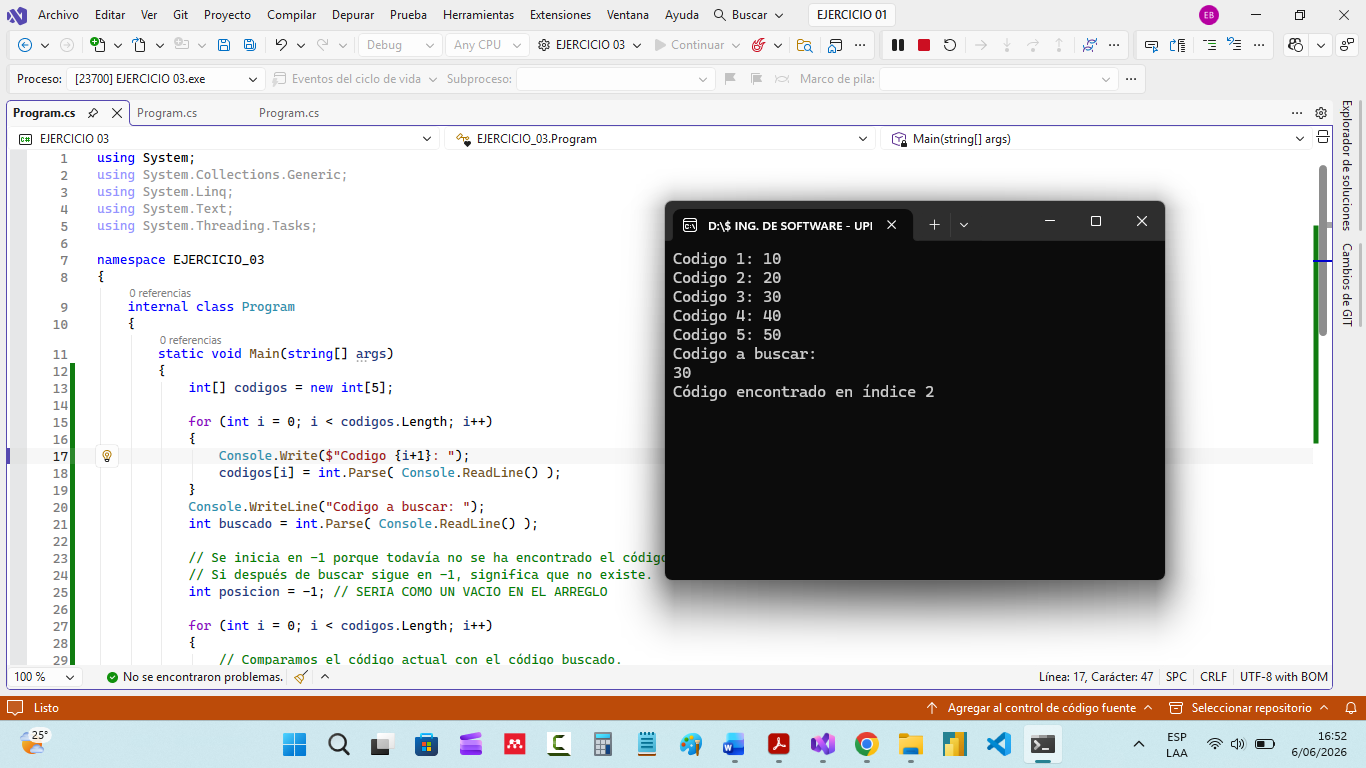 Archivo Editar Ver Git Proyecto Compilar Depurar Prueba Herramientas Extensiones Ventana Ayuda Buscar EJERCICIO 01 EB
Debug Any CPU EJERCICIO 03 Continuar
Proceso: [23700] EJERCICIO 03.exe Eventos del ciclo de vida Subproceso: Marco de pila:
Program.cs Program.cs Program.cs
EJERCICIO 03 EJERCICIO_03.Program Main(string[] args)
1 using System;
2 using System.Collections.Generic;
3 using System.Linq;
4 using System.Text;
5 using System.Threading.Tasks;
6
7 namespace EJERCICIO_03
8 {
0 referencias
9 internal class Program
10 {
0 referencias
11 static void Main(string[] args)
12 {
13 int[] codigos = new int[5];
14
15 for (int i = 0; i < codigos.Length; i++)
16 {
17 Console.Write($"Codigo {i+1}: ");
18 codigos[i] = int.Parse( Console.ReadLine() );
19 }
20 Console.WriteLine("Codigo a buscar: ");
21 int buscado = int.Parse( Console.ReadLine() );
22
23 // Se inicia en -1 porque todavía no se ha encontrado el código
24 // Si después de buscar sigue en -1, significa que no existe.
25 int posicion = -1; // SERIA COMO UN VACIO EN EL ARREGLO
26
27 for (int i = 0; i < codigos.Length; i++)
28 {
29 // Comparamos el código actual con el código buscado.
D:\$ ING. DE SOFTWARE - UPI
Codigo 1: 10
Codigo 2: 20
Codigo 3: 30
Codigo 4: 40
Codigo 5: 50
Codigo a buscar:
30
Código encontrado en índice 2
Explorador de soluciones
Cambios de GIT
100 % No se encontraron problemas. Línea: 17, Carácter: 47 SPC CRLF UTF-8 with BOM
Listo Agregar al control de código fuente Seleccionar repositorio
25° ESP LAA 16:52 6/06/2026